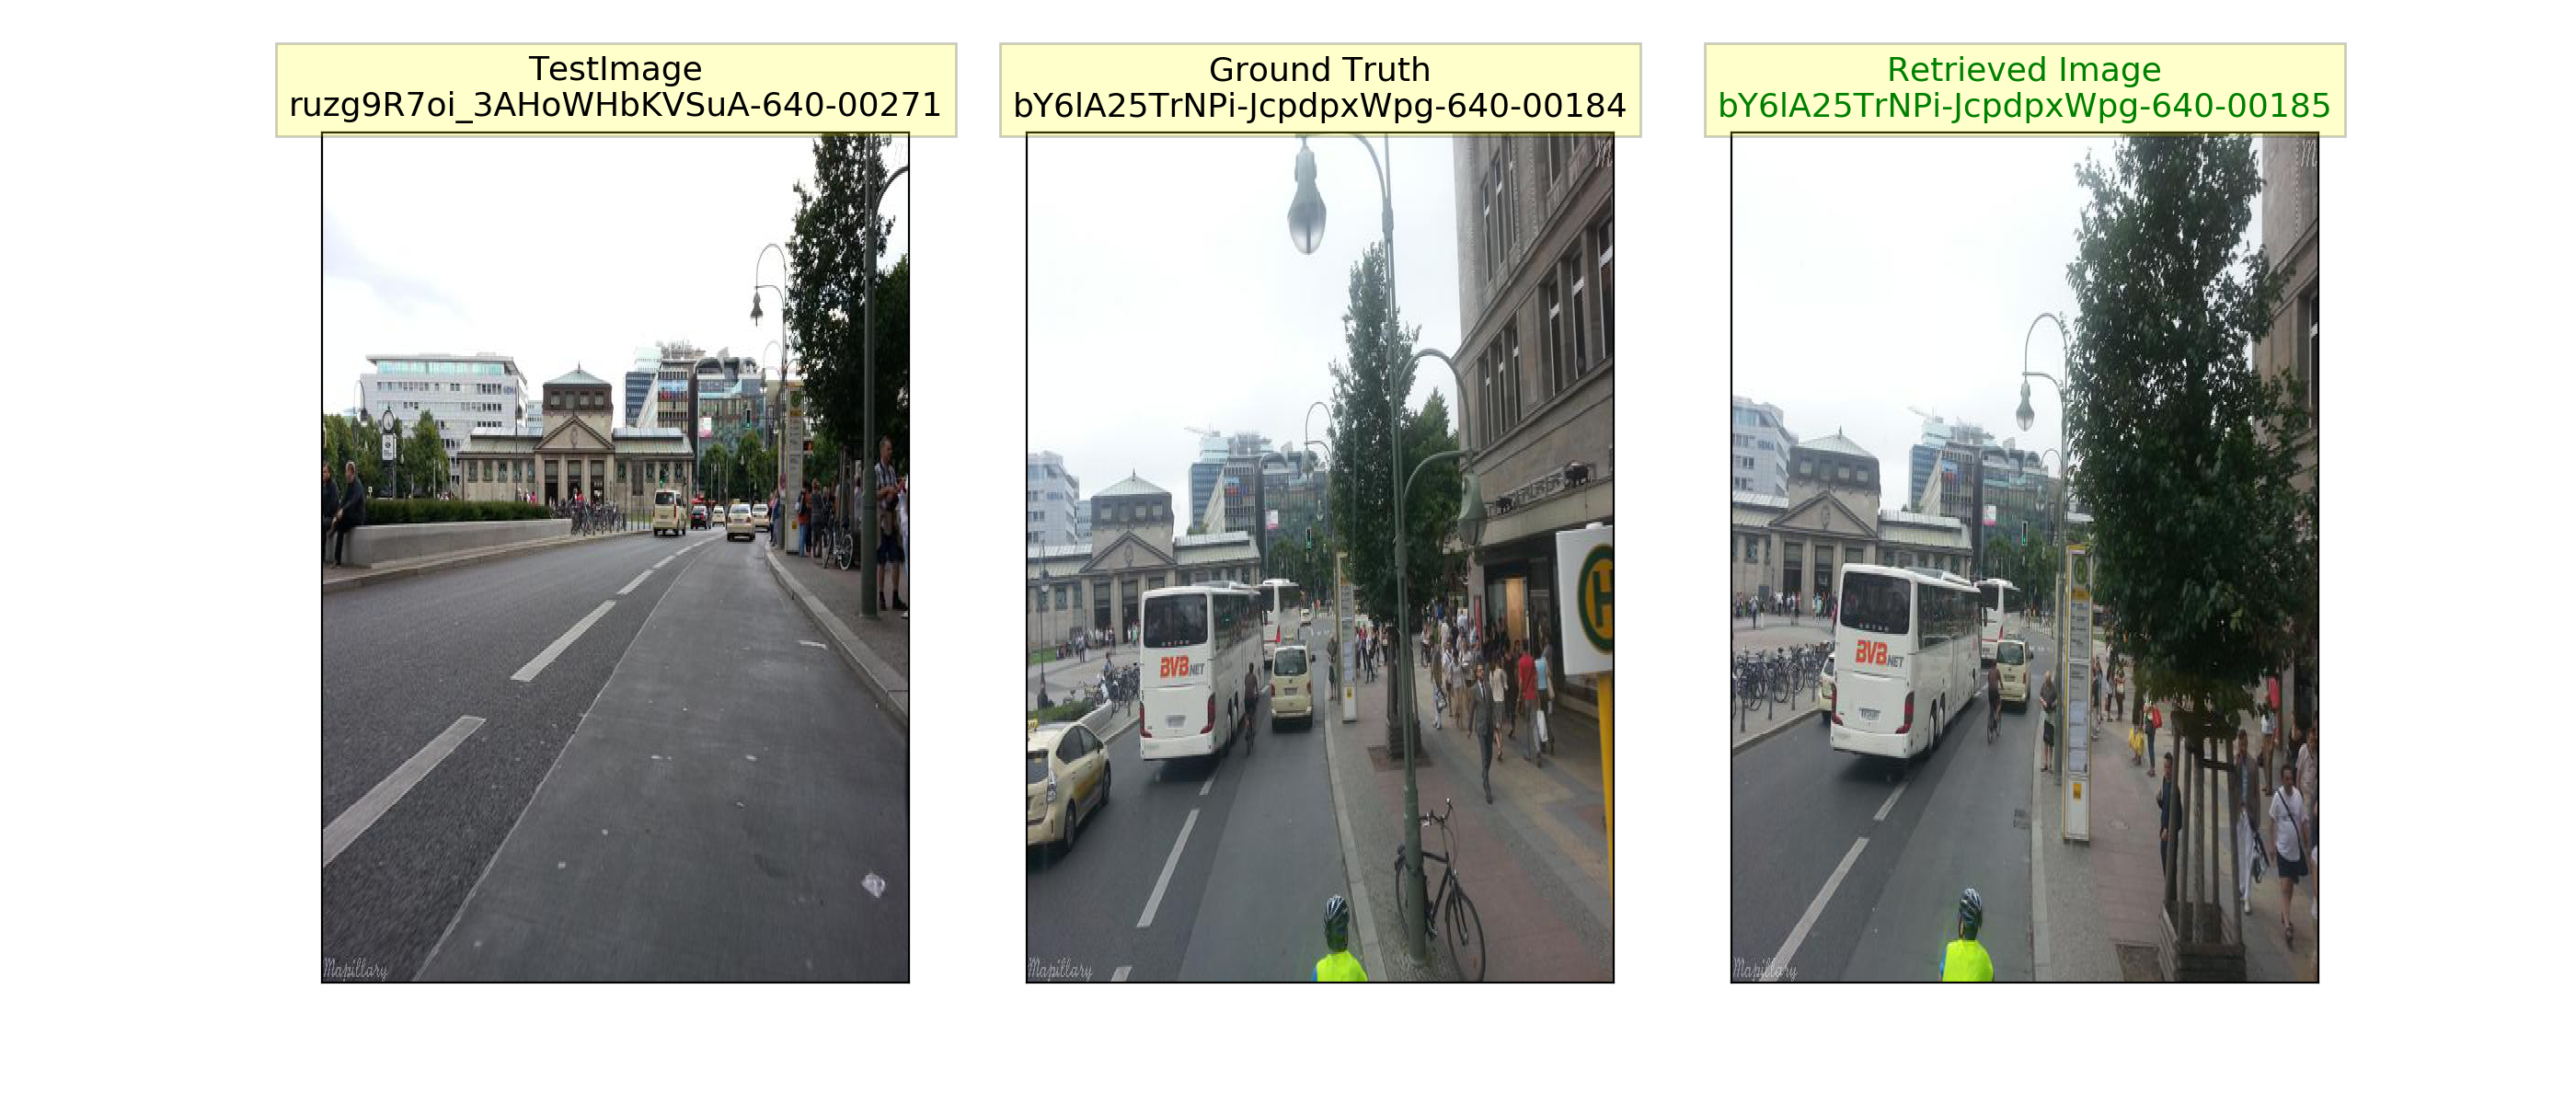 TestImage
ruzg9R7oi_3AHoWHbKVSuA-640-00271
Ground Truth
bY6lA25TrNPi-JcpdpxWpg-640-00184
Retrieved Image
bY6lA25TrNPi-JcpdpxWpg-640-00185
H
BVB.NET
BVB.NET
Mapillary
Mapillary
Mapillary